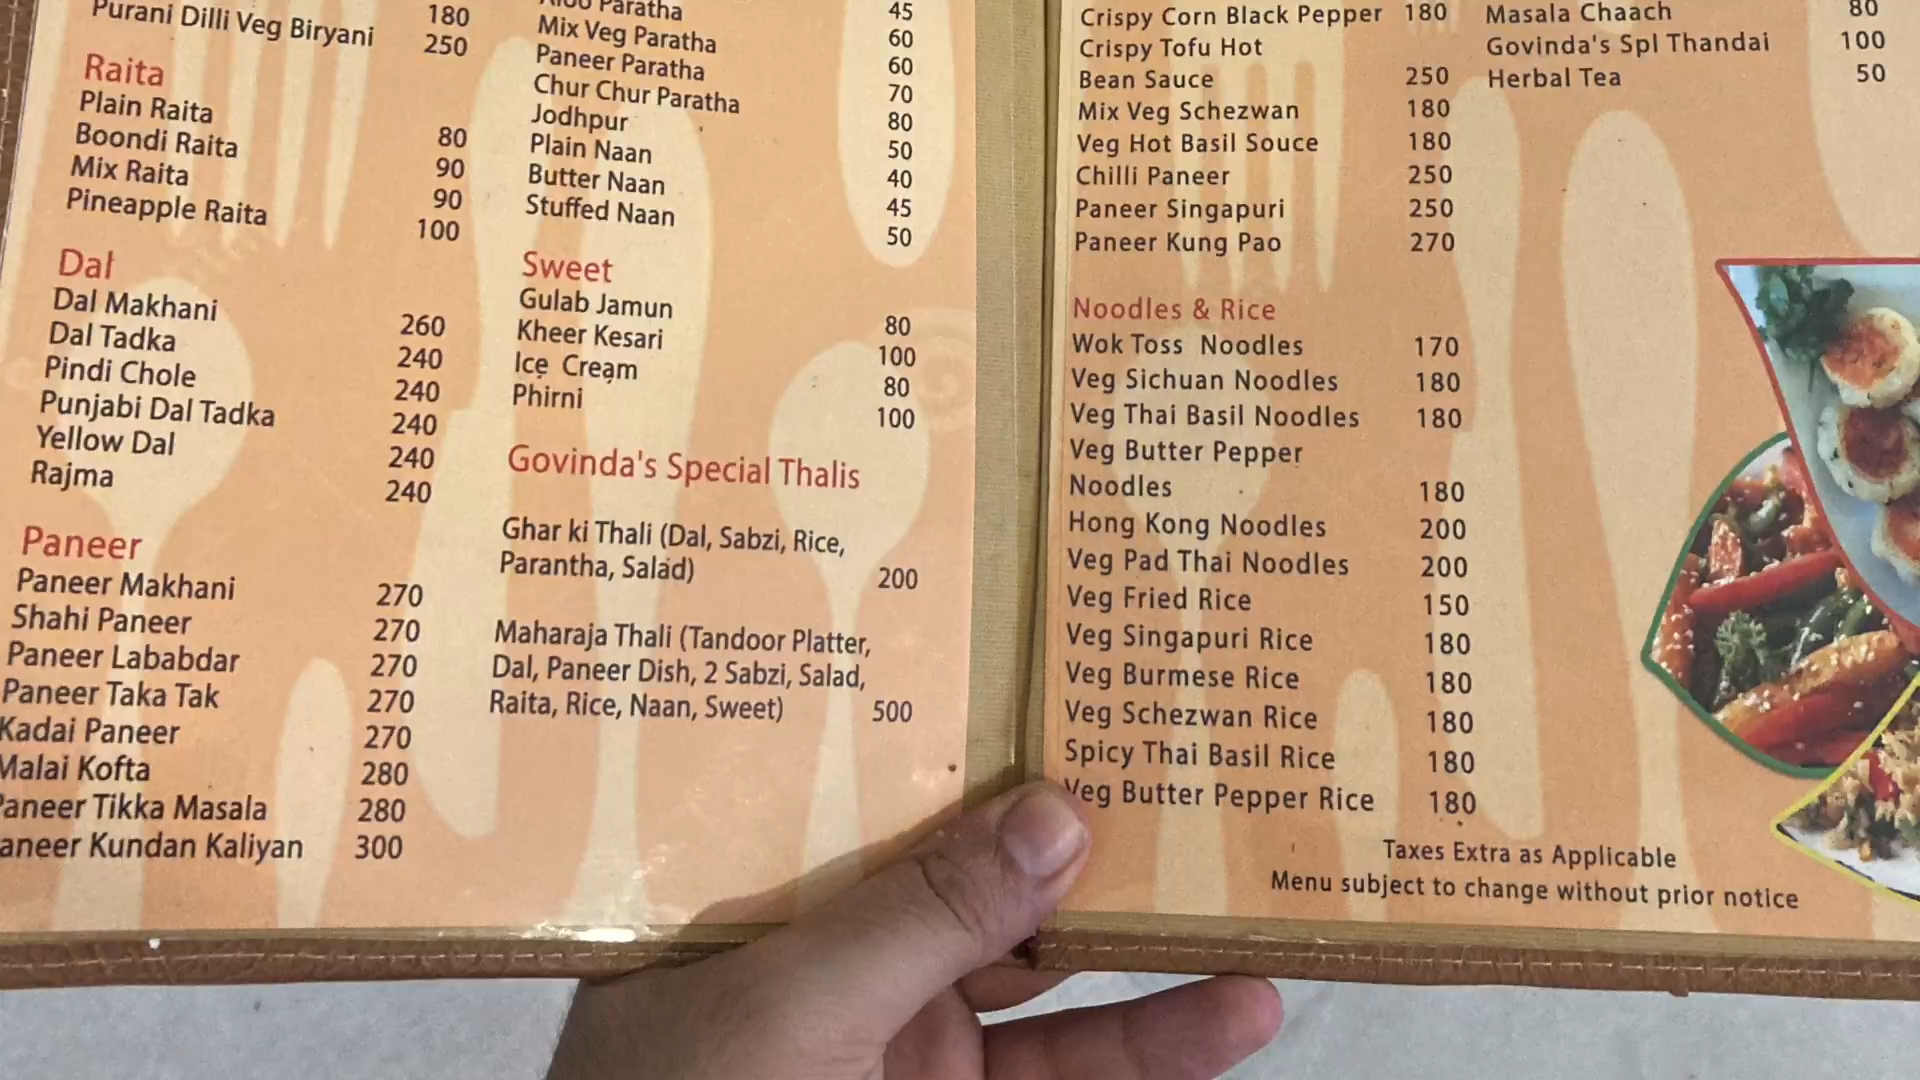 180
Purani Dilli Veg Biryani 250
Raita
Plain Raita 80
Boondi Raita 90
Mix Raita 90
Pineapple Raita 100
Dal
Dal Makhani 260
Dal Tadka 240
Pindi Chole 240
Punjabi Dal Tadka 240
Yellow Dal 240
Rajma 240
Paneer
Paneer Makhani 270
Shahi Paneer 270
Paneer Lababdar 270
Paneer Taka Tak 270
Kadai Paneer 270
Malai Kofta 280
Paneer Tikka Masala 280
aneer Kundan Kaliyan 300
45
Paratha 60
Mix Veg Paratha 60
Paneer Paratha 70
Chur Chur Paratha 80
Jodhpur 50
Plain Naan 40
Butter Naan 45
Stuffed Naan 50
Sweet
Gulab Jamun 80
Kheer Kesari 100
Ice Cream 80
Phirni 100
Govinda's Special Thalis
Ghar ki Thali (Dal, Sabzi, Rice,
Parantha, Salad) 200
Maharaja Thali (Tandoor Platter,
Dal, Paneer Dish, 2 Sabzi, Salad,
Raita, Rice, Naan, Sweet) 500
Crispy Corn Black Pepper 180
Crispy Tofu Hot
Bean Sauce 250
Mix Veg Schezwan 180
Veg Hot Basil Souce 180
Chilli Paneer 250
Paneer Singapuri 250
Paneer Kung Pao 270
Noodles & Rice
Wok Toss Noodles 170
Veg Sichuan Noodles 180
Veg Thai Basil Noodles 180
Veg Butter Pepper
Noodles 180
Hong Kong Noodles 200
Veg Pad Thai Noodles 200
Veg Fried Rice 150
Veg Singapuri Rice 180
Veg Burmese Rice 180
Veg Schezwan Rice 180
Spicy Thai Basil Rice 180
Veg Butter Pepper Rice 180
Masala Chaach 80
Govinda's Spl Thandai 100
Herbal Tea 50
Taxes Extra as Applicable
Menu subject to change without prior notice